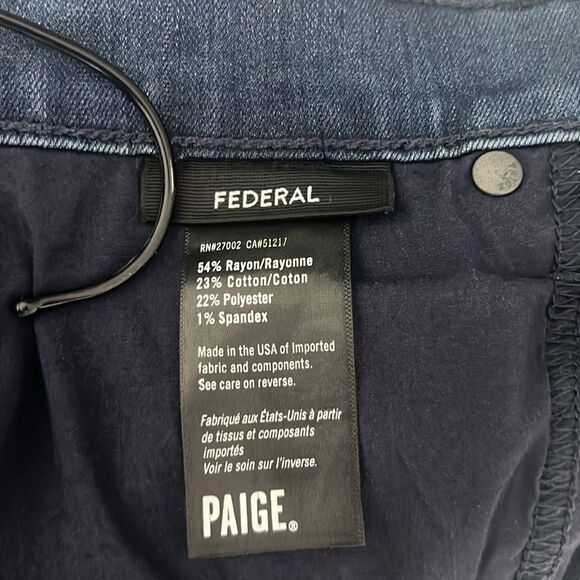 FEDERAL
RN#27002 CA#51217
54% Rayon/Rayonne
23% Cotton/Coton
22% Polyester
1% Spandex
Made in the USA of Imported
fabric and components.
See care on reverse.
Fabriqué aux États-Unis à partir
de tissus et composants
importés
Voir le soin sur l'inverse.
PAIGE®